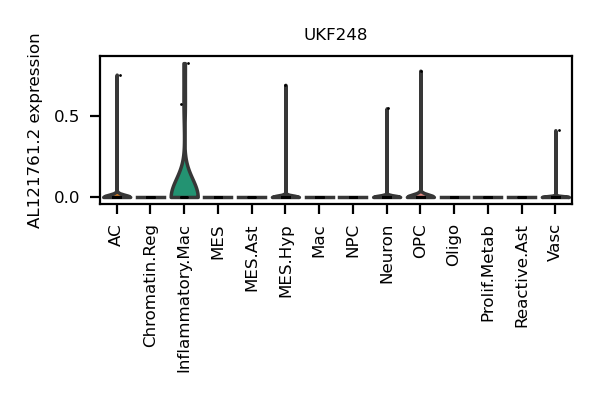 UKF248
AL121761.2 expression
0.5
0.0
AC
Chromatin.Reg
Inflammatory.Mac
MES
MES.Ast
MES.Hyp
Mac
NPC
Neuron
OPC
Oligo
Prolif.Metab
Reactive.Ast
Vasc